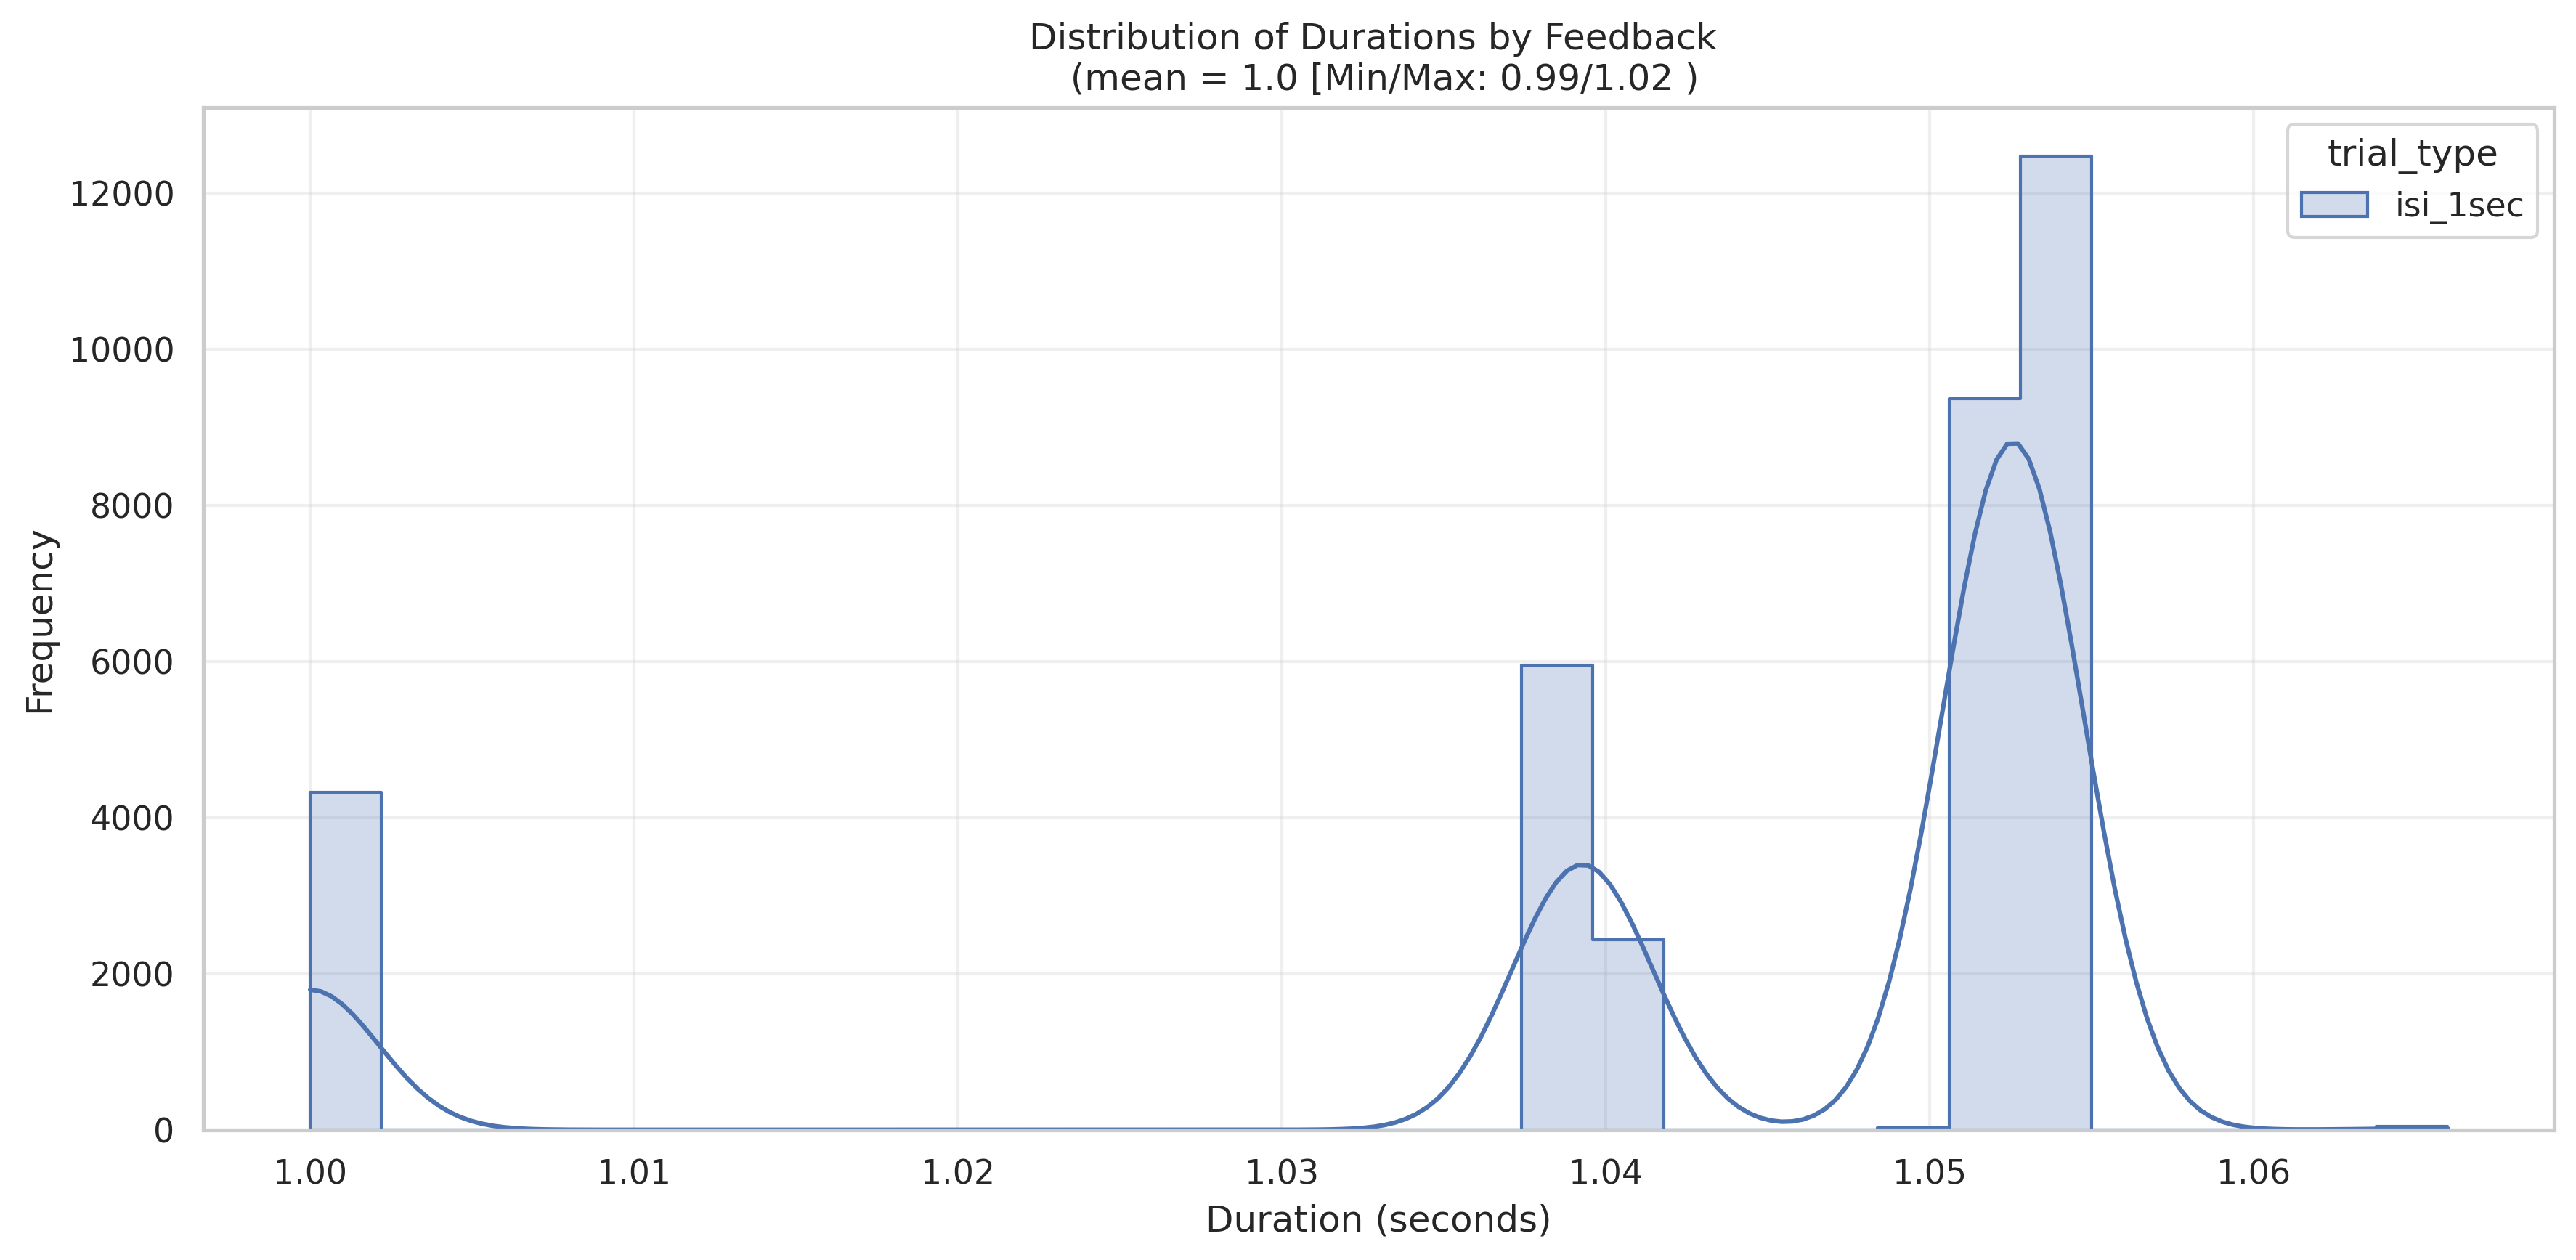 Distribution of Durations by Feedback
(mean = 1.0 [Min/Max: 0.99/1.02 )
trial_type
isi_1sec
Frequency
12000
10000
8000
6000
4000
2000
0
1.00
1.01
1.02
1.03
1.04
1.05
1.06
Duration (seconds)